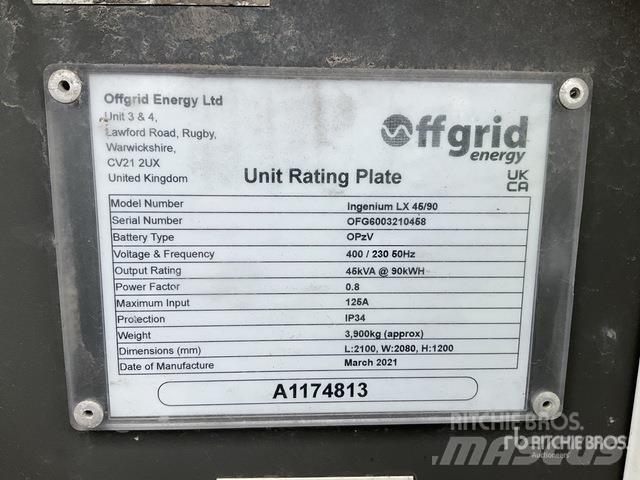 Offgrid Energy Ltd
Unit 3 & 4,
Lawford Road, Rugby,
Warwickshire,
CV21 2UX
United Kingdom
Offgrid
energy
Unit Rating Plate
UK
CA
Model Number Ingenium LX 45/90
Serial Number OFG6003210458
Battery Type OPzV
Voltage & Frequency 400 / 230 50Hz
Output Rating 45kVA @ 90kWH
Power Factor 0.8
Maximum Input 125A
Protection IP34
Weight 3,900kg (approx)
Dimensions (mm) L:2100, W:2080, H:1200
Date of Manufacture March 2021
A1174813
RITCHIE BROS.
Auctioneers
RITCHIE BROS.
MASCUS